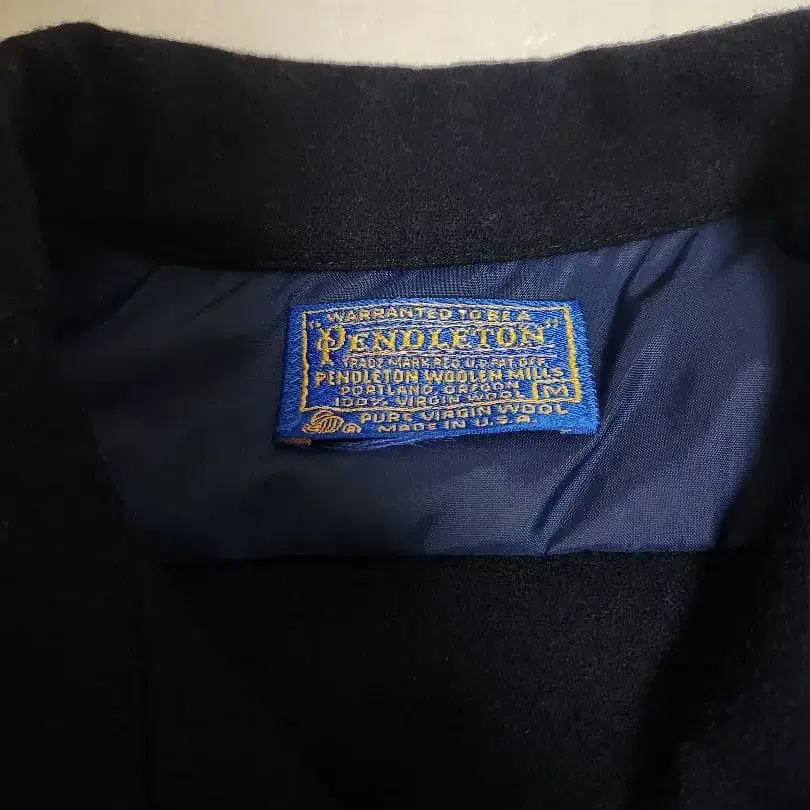 "WARRANTED TO BE A
PENDLETON"
TRADE MARK REG. U.S. PAT. OFF.
PENDLETON WOOLEN MILLS
PORTLAND, OREGON
100% VIRGIN WOOL M
PURE VIRGIN WOOL
® MADE IN U.S.A.